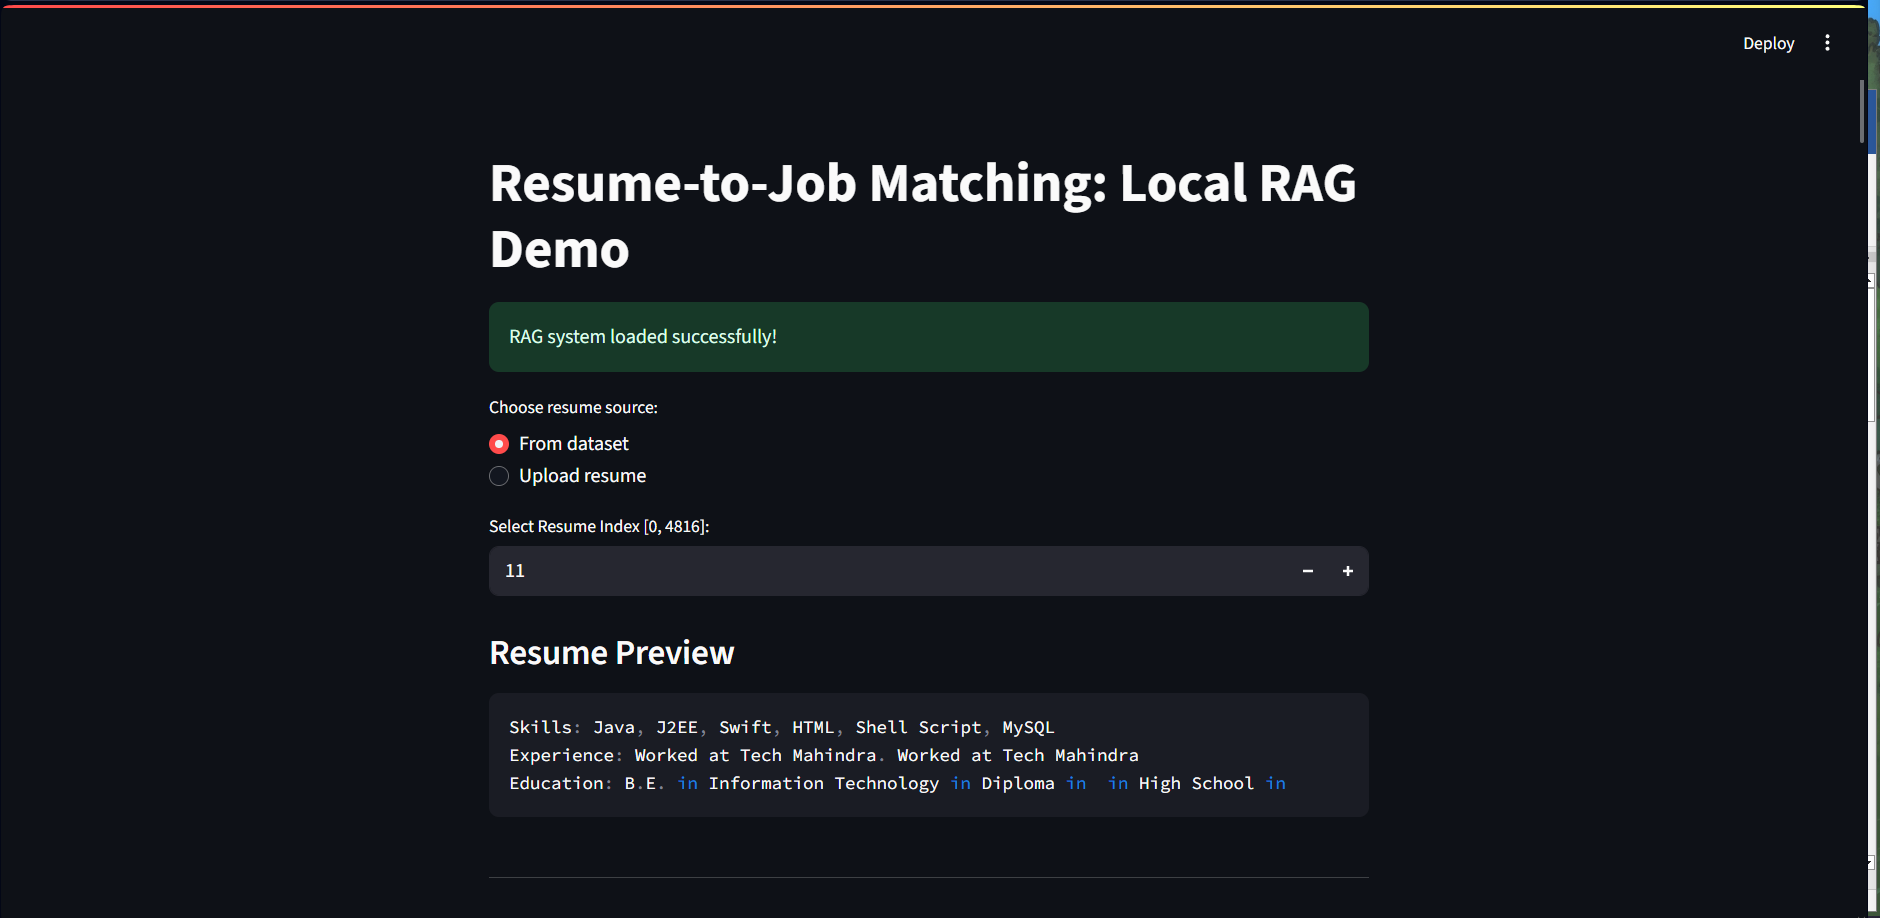 Deploy
Resume-to-Job Matching: Local RAG
Demo
RAG system loaded successfully!
Choose resume source:
From dataset
Upload resume
Select Resume Index [0, 4816]:
11
Resume Preview
Skills: Java, J2EE, Swift, HTML, Shell Script, MySQL
Experience: Worked at Tech Mahindra. Worked at Tech Mahindra
Education: B.E. in Information Technology in Diploma in  in High School in